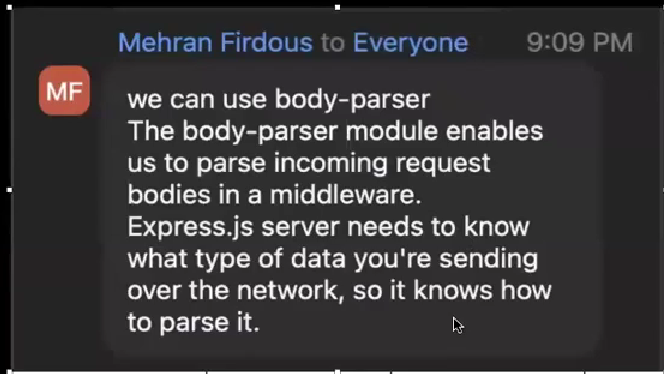 Mehran Firdous to Everyone 9:09 PM
MF
we can use body-parser
The body-parser module enables
us to parse incoming request
bodies in a middleware.
Express.js server needs to know
what type of data you're sending
over the network, so it knows how
to parse it.